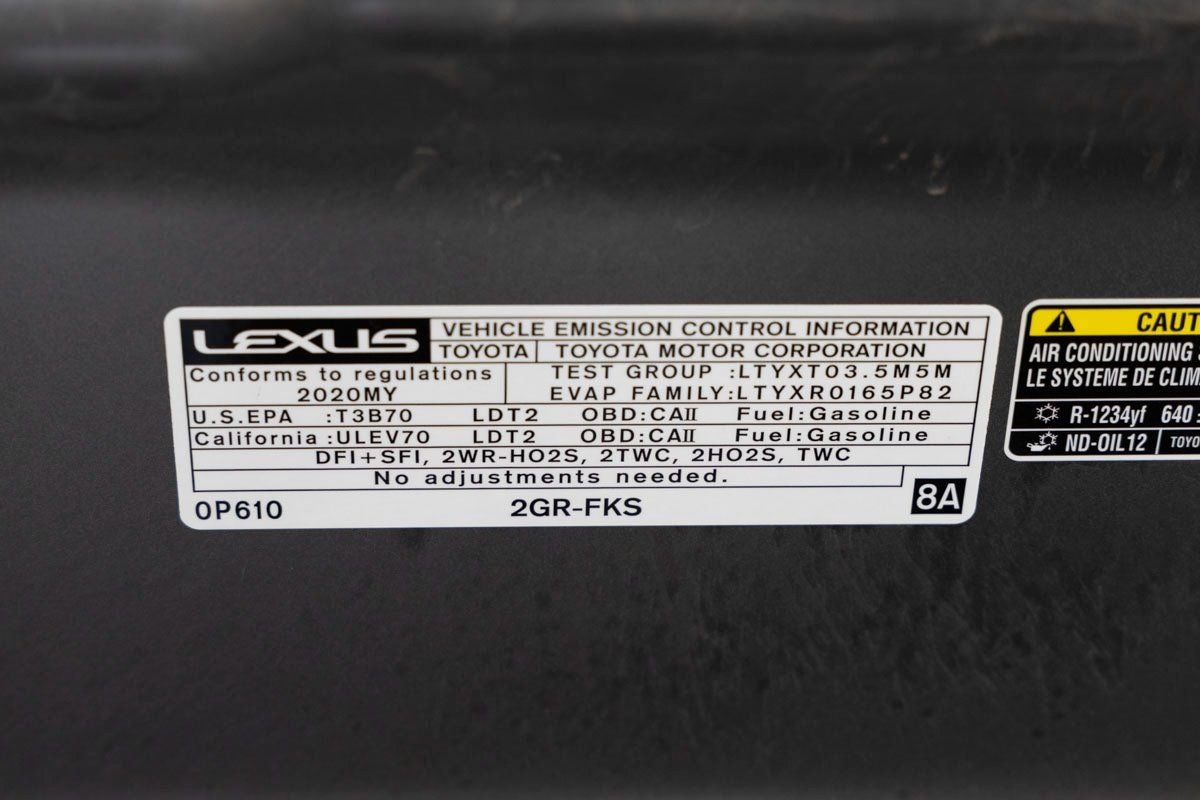 LEXUS
VEHICLE EMISSION CONTROL INFORMATION
TOYOTA TOYOTA MOTOR CORPORATION
Conforms to regulations
2020MY
TEST GROUP :LTYXT03.5M5M
EVAP FAMILY:LTYXR0165P82
U.S.EPA :T3B70 LDT2 OBD:CAII Fuel:Gasoline
California :ULEV70 LDT2 OBD:CAII Fuel:Gasoline
DFI+SFI, 2WR-HO2S, 2TWC, 2HO2S, TWC
No adjustments needed.
0P610 2GR-FKS 8A
CAUT
AIR CONDITIONING
LE SYSTEME DE CLIM
R-1234yf 640
ND-OIL12 TOYO